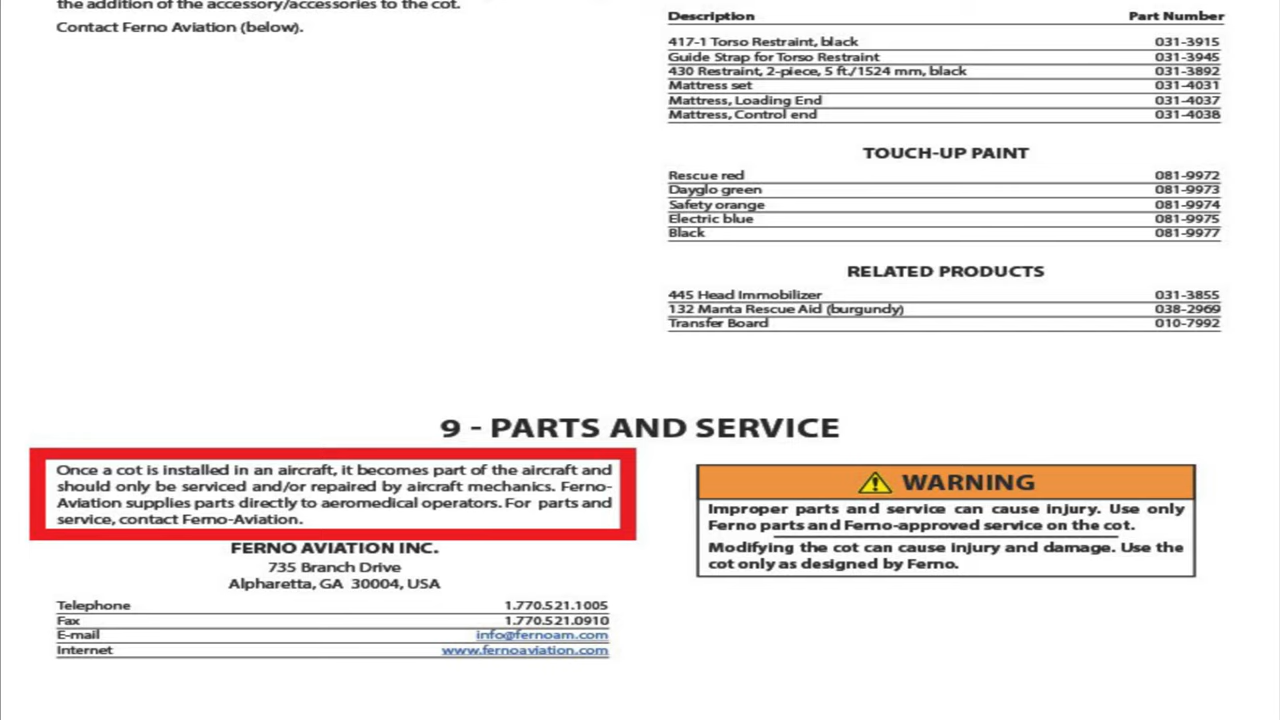 the addition of the accessory/accessories to the cot.
Contact Ferno Aviation (below).
Description Part Number
417-1 Torso Restraint, black 031-3915
Guide Strap for Torso Restraint 031-3945
430 Restraint, 2-piece, 5 ft./1524 mm, black 031-3892
Mattress set 031-4031
Mattress, Loading End 031-4037
Mattress, Control end 031-4038
TOUCH-UP PAINT
Rescue red 081-9972
Dayglo green 081-9973
Safety orange 081-9974
Electric blue 081-9975
Black 081-9977
RELATED PRODUCTS
445 Head Immobilizer 031-3855
132 Manta Rescue Aid (burgundy) 038-2969
Transfer Board 010-7992
9 - PARTS AND SERVICE
Once a cot is installed in an aircraft, it becomes part of the aircraft and
should only be serviced and/or repaired by aircraft mechanics. Ferno-
Aviation supplies parts directly to aeromedical operators. For parts and
service, contact Ferno-Aviation.
FERNO AVIATION INC.
735 Branch Drive
Alpharetta, GA 30004, USA
Telephone 1.770.521.1005
Fax 1.770.521.0910
E-mail info@fernoam.com
Internet www.fernoaviation.com
WARNING
Improper parts and service can cause injury. Use only
Ferno parts and Ferno-approved service on the cot.
Modifying the cot can cause injury and damage. Use the
cot only as designed by Ferno.